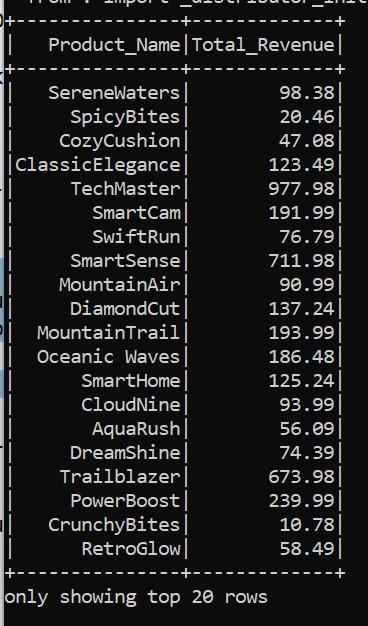 from . import _distributor_init
+---------------+-------------+
|   Product_Name|Total_Revenue|
+---------------+-------------+
|   SereneWaters|        98.38|
|     SpicyBites|        20.46|
|    CozyCushion|        47.08|
|ClassicElegance|       123.49|
|     TechMaster|       977.98|
|       SmartCam|       191.99|
|       SwiftRun|        76.79|
|     SmartSense|       711.98|
|    MountainAir|        90.99|
|     DiamondCut|       137.24|
|  MountainTrail|       193.99|
|  Oceanic Waves|       186.48|
|      SmartHome|       125.24|
|      CloudNine|        93.99|
|       AquaRush|        56.09|
|     DreamShine|        74.39|
|    Trailblazer|       673.98|
|     PowerBoost|       239.99|
|   CrunchyBites|        10.78|
|      RetroGlow|        58.49|
+---------------+-------------+
only showing top 20 rows